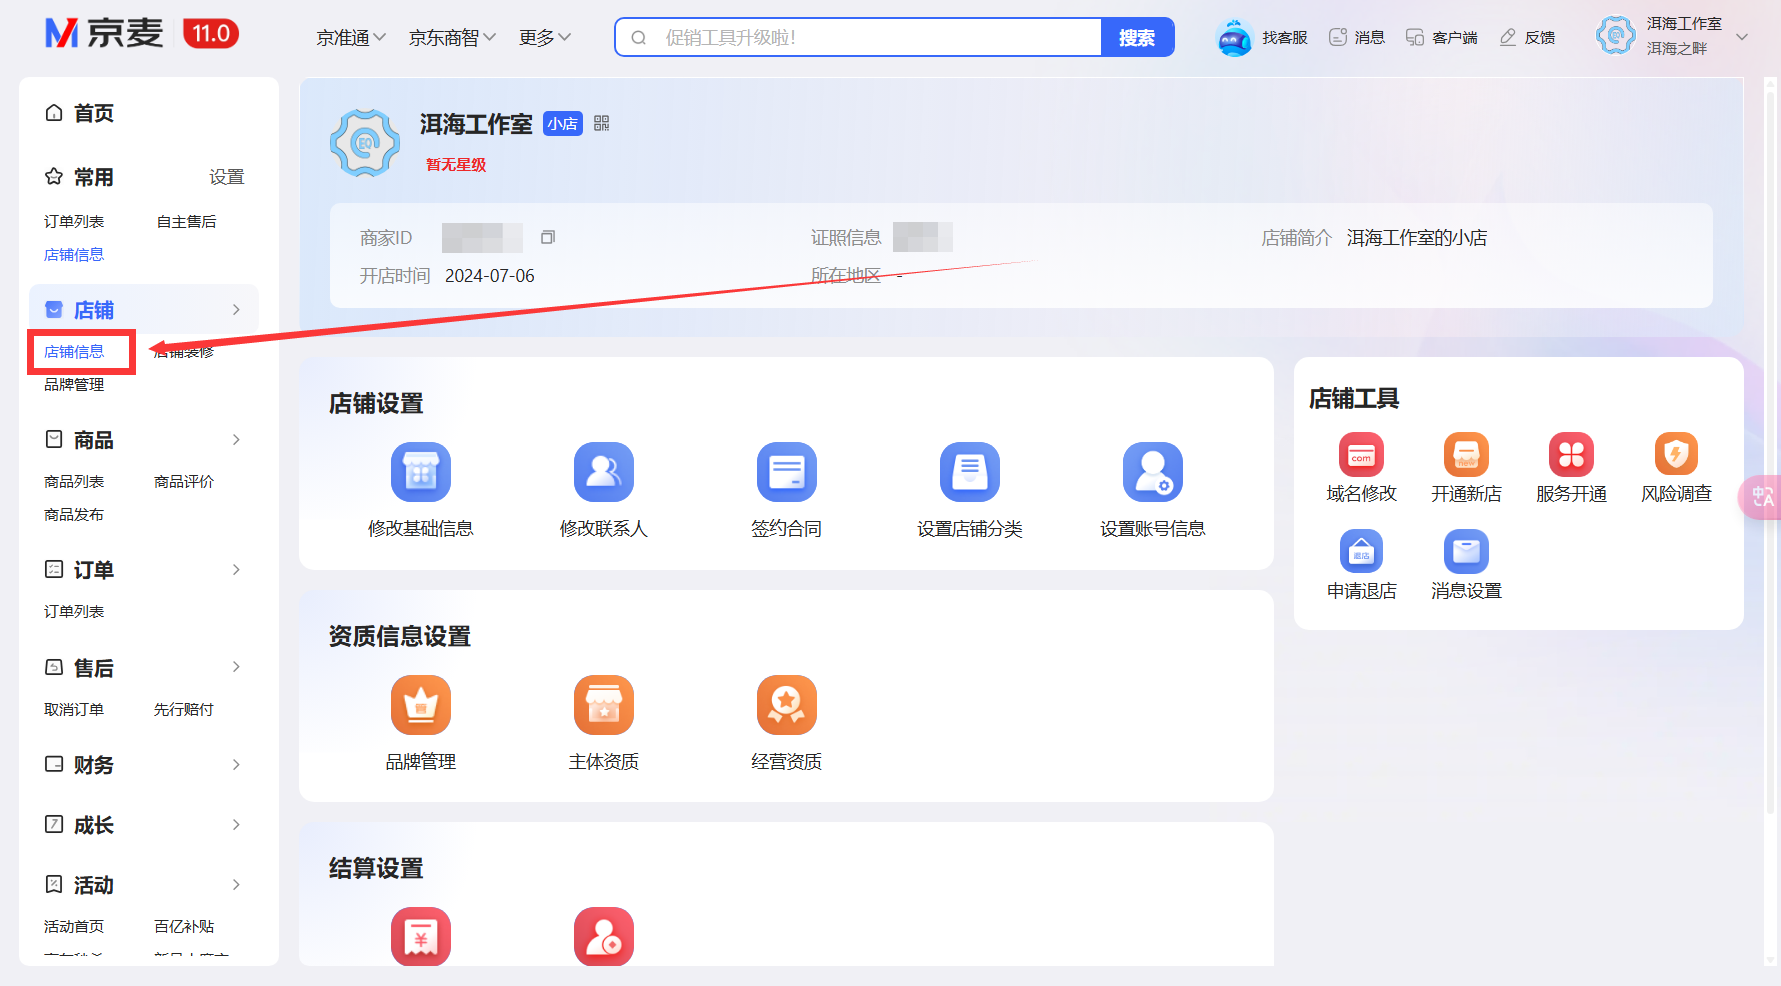 京麦 11.0
京准通 京东商智 更多
促销工具升级啦！ 搜索
找客服 消息 客户端 反馈
洱海工作室
洱海之畔
首页
常用 设置
订单列表 自主售后
店铺信息
店铺
店铺信息 店铺装修
品牌管理
商品
商品列表 商品评价
商品发布
订单
订单列表
售后
取消订单 先行赔付
财务
成长
活动
活动首页 百亿补贴
洱海工作室 小店
暂无星级
商家ID
证照信息
店铺简介 洱海工作室的小店
开店时间 2024-07-06
所在地区 -
店铺设置
修改基础信息 修改联系人 签约合同 设置店铺分类 设置账号信息
资质信息设置
品牌管理 主体资质 经营资质
结算设置
店铺工具
com new
域名修改 开通新店 服务开通 风险调查
退店
申请退店 消息设置